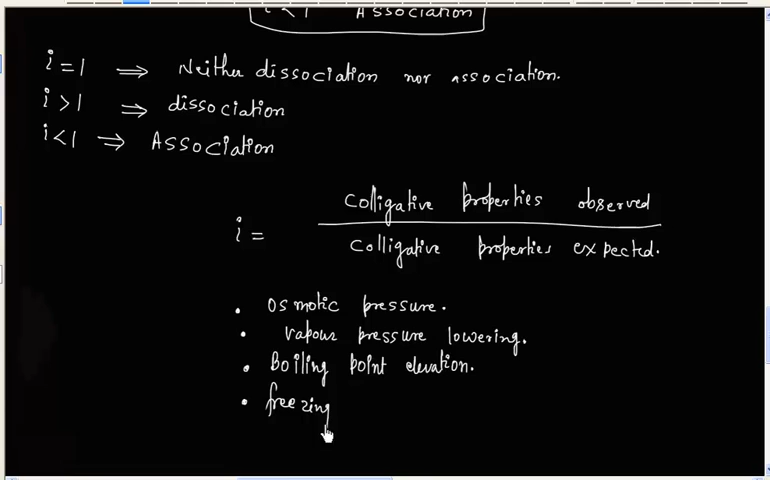 i < 1 Association
i = 1 ⇒ Neither dissociation nor association.
i > 1 ⇒ dissociation
i < 1 ⇒ Association
i = Colligative properties observed
Colligative properties expected.
• Osmotic pressure.
• Vapour pressure lowering.
• Boiling point elevation.
• freezing